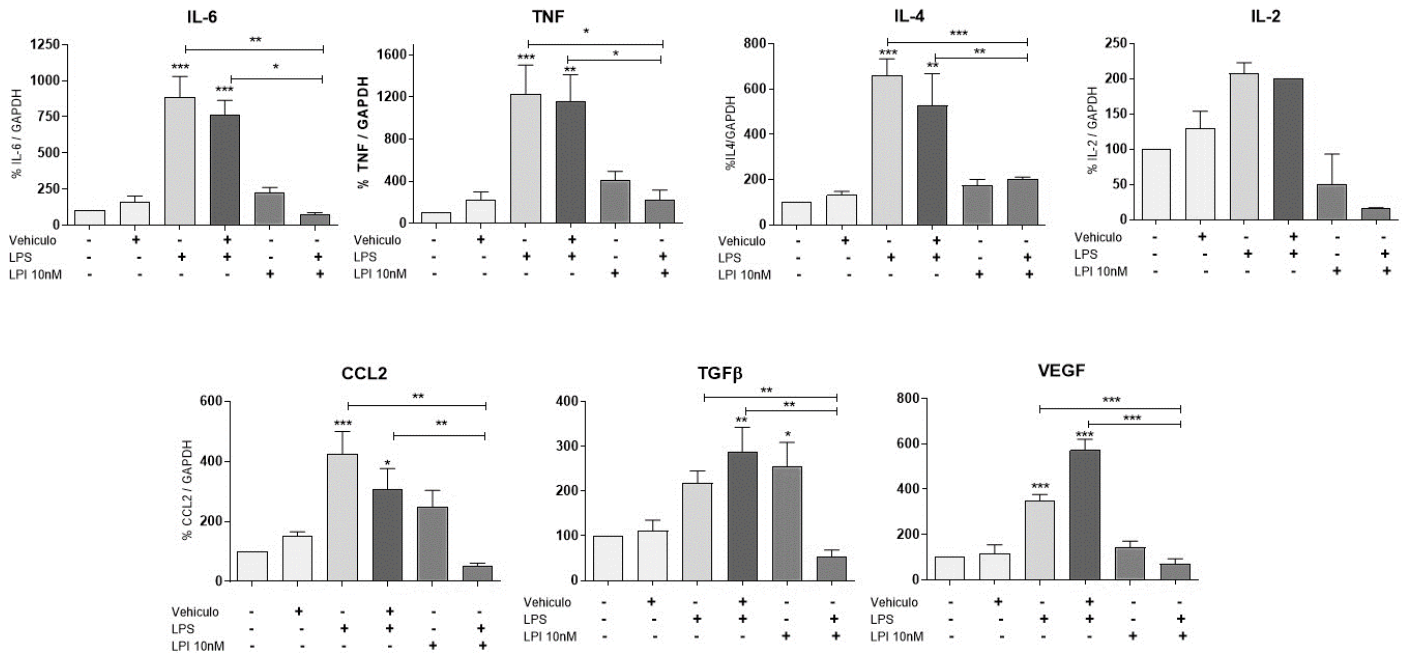 IL-6
TNF
IL-4
IL-2
**
*
***
***
% IL-6 / GAPDH
1250
1000
750
500
250
0
Vehiculo - + - + - -
LPS - - + + - +
LPI 10nM - - - - + +
*
*
***
**
% TNF / GAPDH
1600
1200
1400
400
0
Vehiculo - + - + - -
LPS - - + + - +
LPI 10nM - - - - + +
***
**
***
**
%IL4/GAPDH
800
600
400
200
0
Vehiculo - + - + - -
LPS - - + + - +
LPI 10nM - - - - + +
% IL-2 / GAPDH
250
200
150
100
50
0
Vehiculo - + - + - -
LPS - - + + - +
LPI 10nM - - - - + +
CCL2
TGFβ
VEGF
**
**
***
*
% CCL2 / GAPDH
600
400
200
0
Vehiculo - + - + - -
LPS - - + + - +
LPI 10nM - - - - + +
**
**
**
*
400
300
200
100
0
Vehiculo - + - + - -
LPS - - + + - +
LPI 10nM - - - - + +
***
***
***
***
800
600
400
200
0
Vehiculo - + - + - -
LPS - - + + - +
LPI 10nM - - - - + +